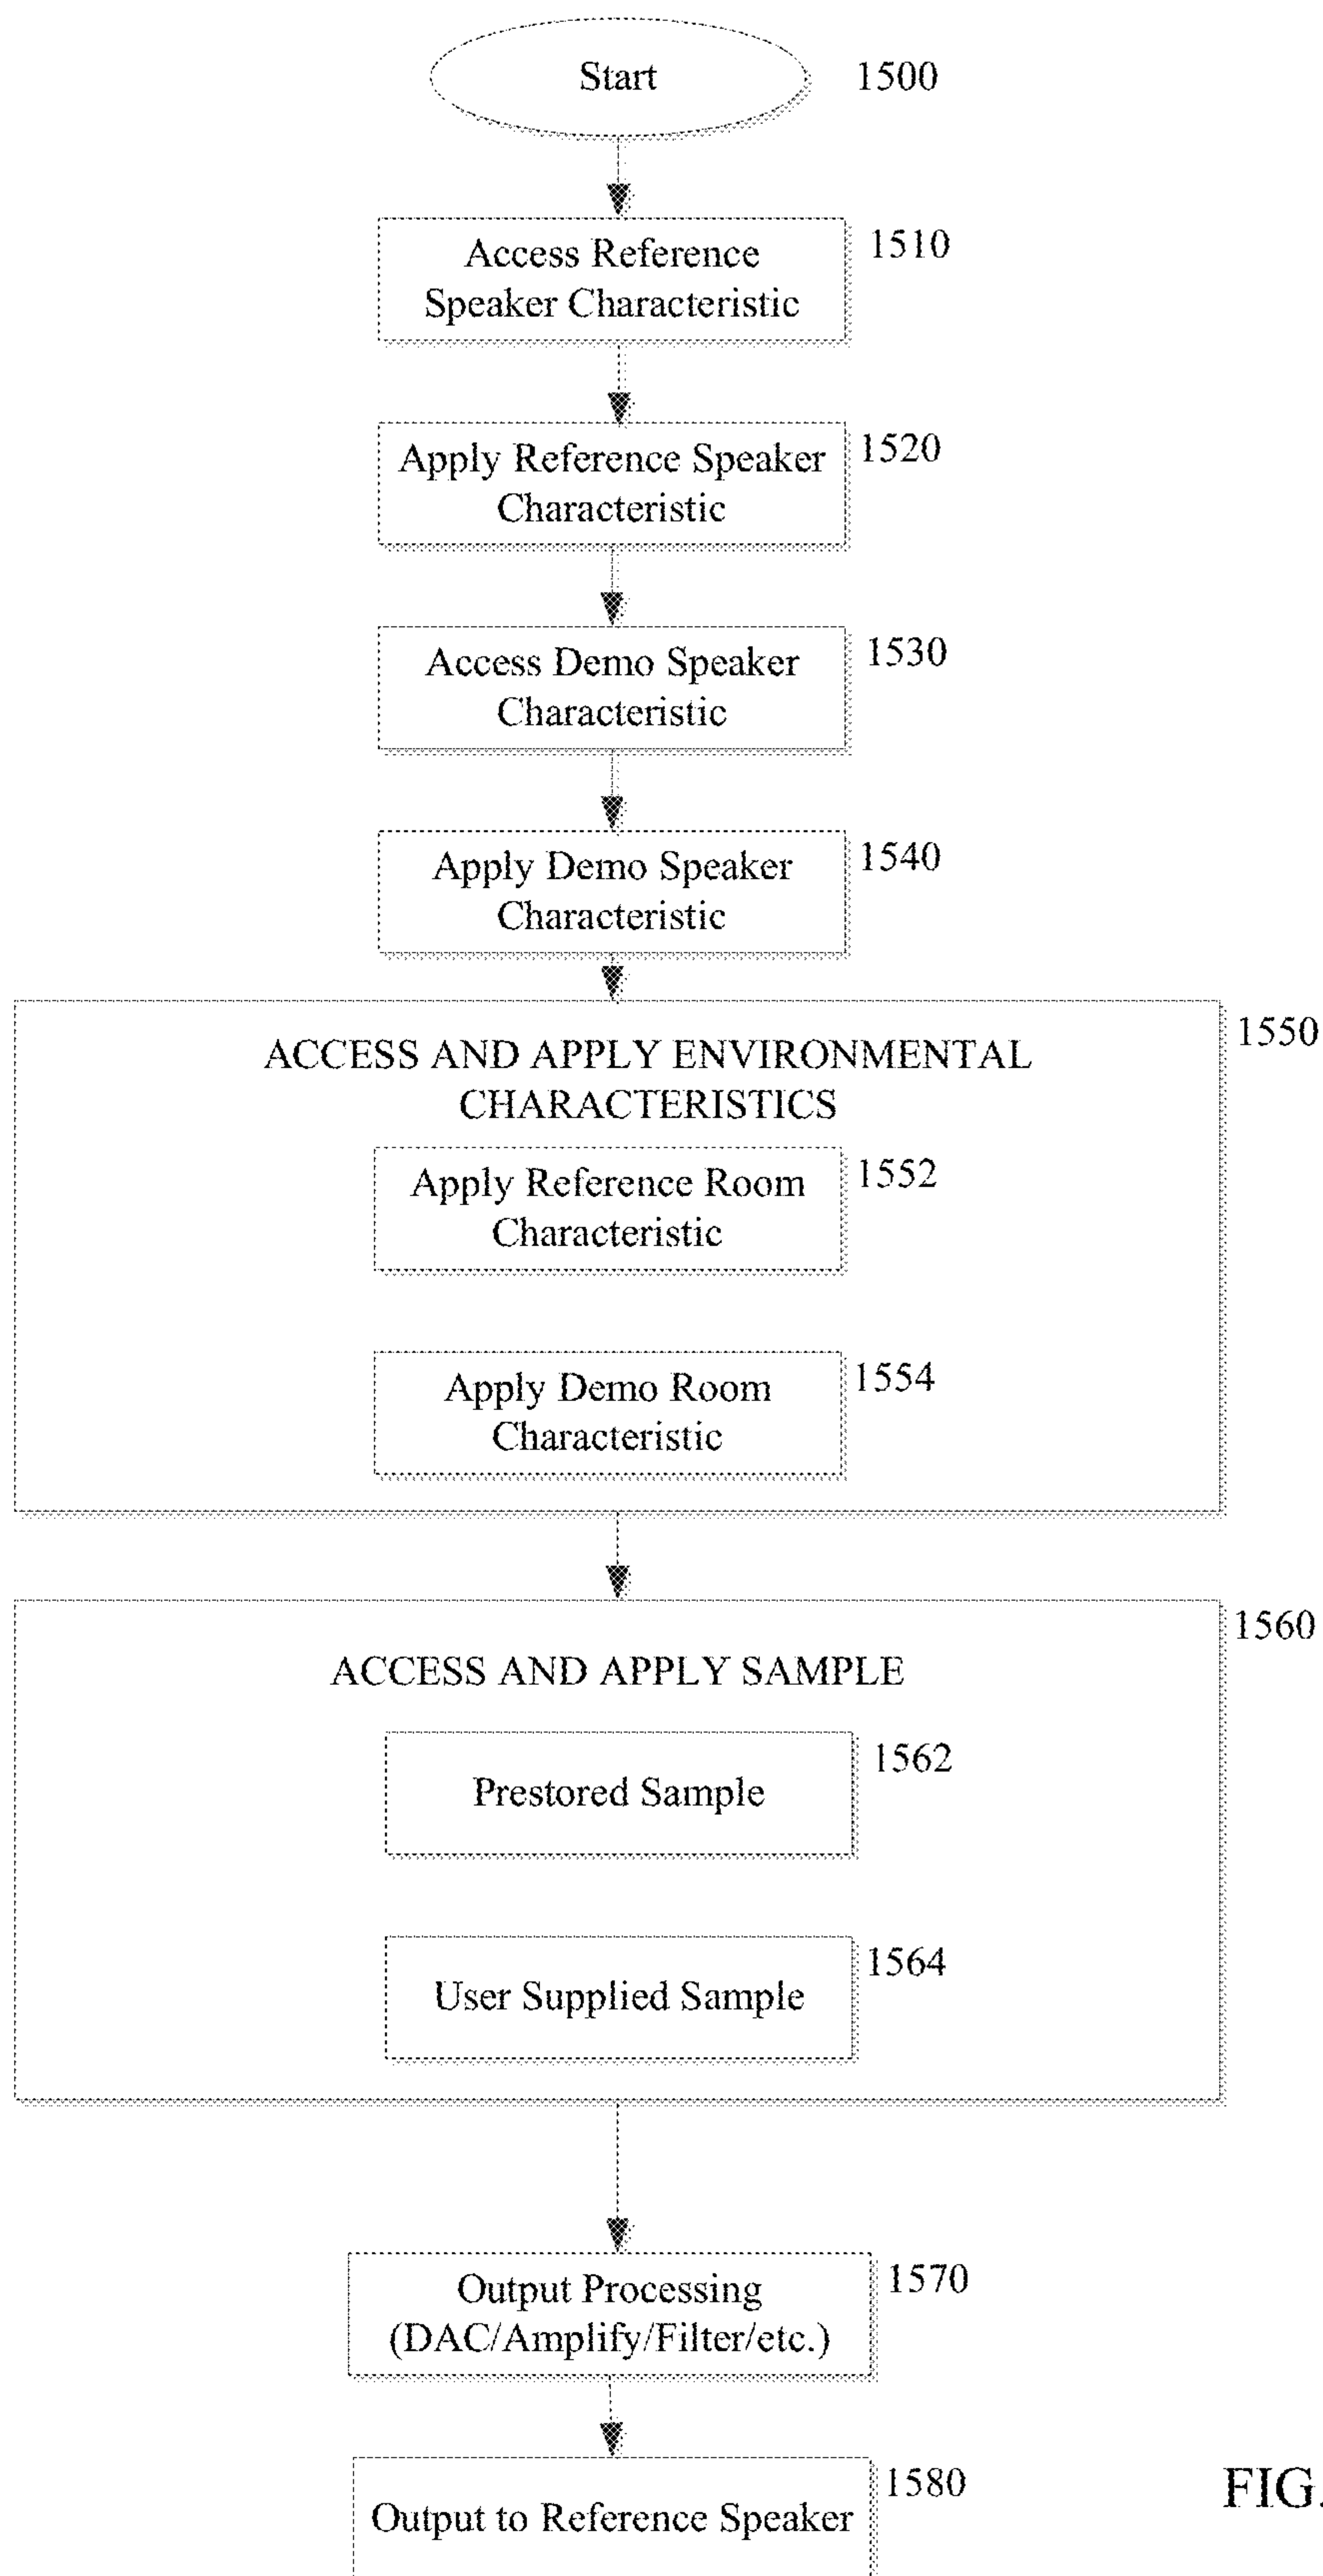 Start
1500
Access Reference
Speaker Characteristic
1510
Apply Reference Speaker
Characteristic
1520
Access Demo Speaker
Characteristic
1530
Apply Demo Speaker
Characteristic
1540
ACCESS AND APPLY ENVIRONMENTAL
CHARACTERISTICS
1550
Apply Reference Room
Characteristic
1552
Apply Demo Room
Characteristic
1554
ACCESS AND APPLY SAMPLE
1560
Prestored Sample
1562
User Supplied Sample
1564
Output Processing
(DAC/Amplify/Filter/etc.)
1570
Output to Reference Speaker
1580
FIG.